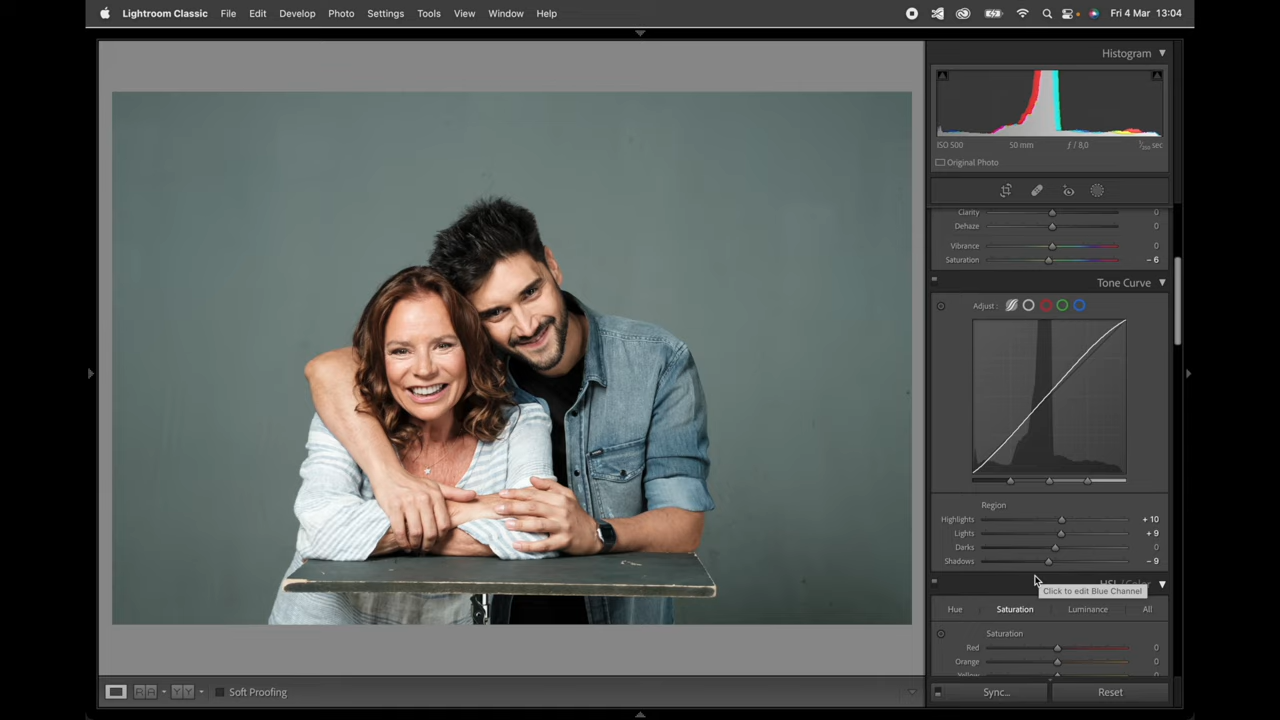 Lightroom Classic File Edit Develop Photo Settings Tools View Window Help Fri 4 Mar 13:04
Histogram
ISO 500 50 mm ƒ / 8,0
Original Photo
Clarity 0
Dehaze 0
Vibrance 0
Saturation – 6
Tone Curve
Adjust :
Region
Highlights + 10
Lights + 9
Darks 0
Shadows – 9
Click to edit Blue Channel
Hue Saturation Luminance All
Saturation
Red 0
Orange 0
Soft Proofing Sync... Reset